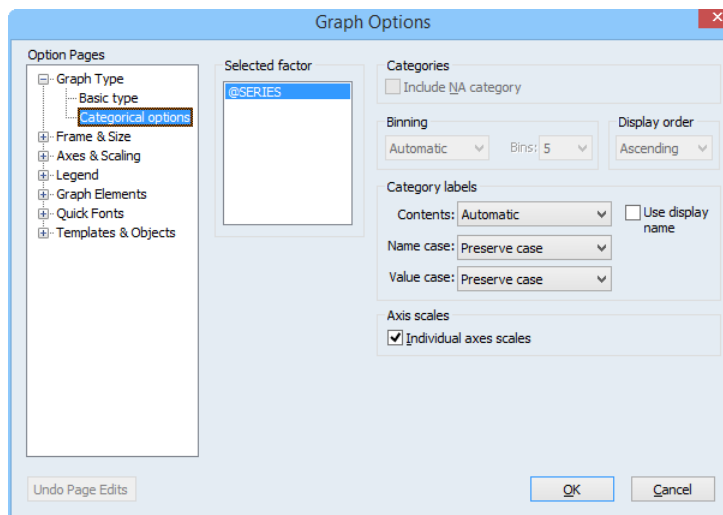 Graph Options
Option Pages
Graph Type
Basic type
Categorical options
Frame & Size
Axes & Scaling
Legend
Graph Elements
Quick Fonts
Templates & Objects
Selected factor
@SERIES
Categories
Include NA category
Binning
Automatic
Bins: 5
Display order
Ascending
Category labels
Contents: Automatic
Use display
name
Name case: Preserve case
Value case: Preserve case
Axis scales
Individual axes scales
Undo Page Edits
OK
Cancel